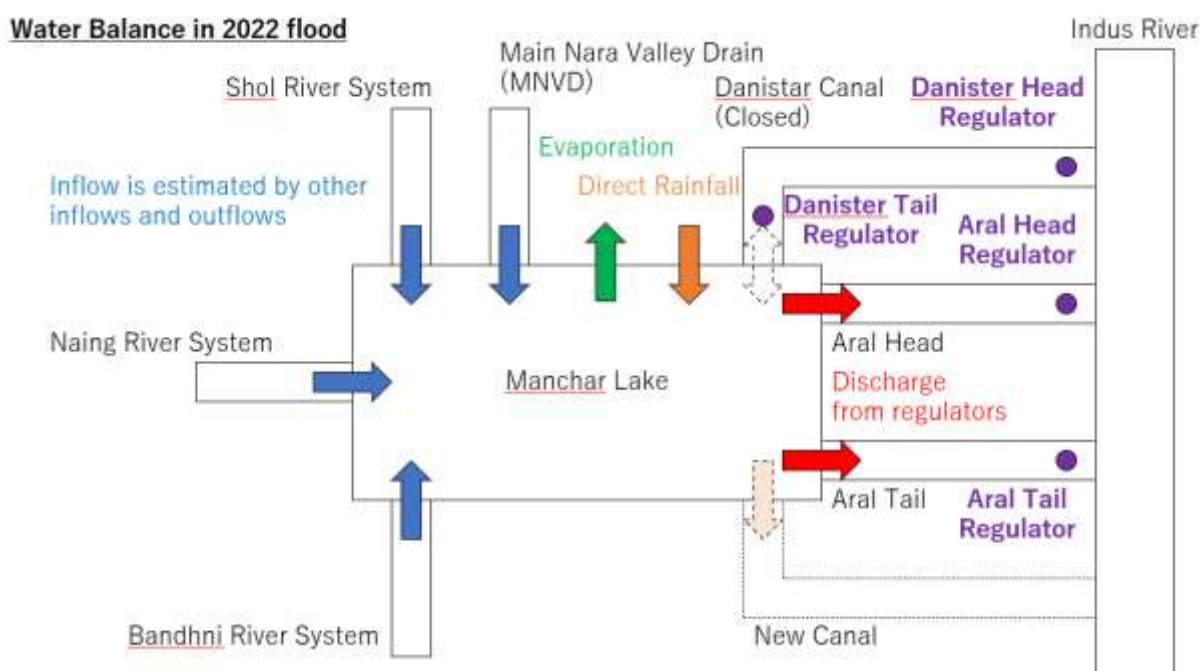 Water Balance in 2022 flood
Indus River
Shol River System
Main Nara Valley Drain
(MNVD)
Danistar Canal
(Closed)
Danister Head
Regulator
Evaporation
Direct Rainfall
Inflow is estimated by other
inflows and outflows
Danister Tail
Regulator
Aral Head
Regulator
Naing River System
Manchar Lake
Aral Head
Discharge
from regulators
Aral Tail
Aral Tail
Regulator
Bandhni River System
New Canal